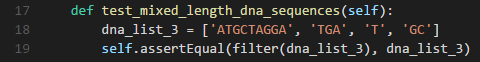 17 def test_mixed_length_dna_sequences(self):
18 dna_list_3 = ['ATGCTAGGA', 'TGA', 'T', 'GC']
19 self.assertEqual(filter(dna_list_3), dna_list_3)